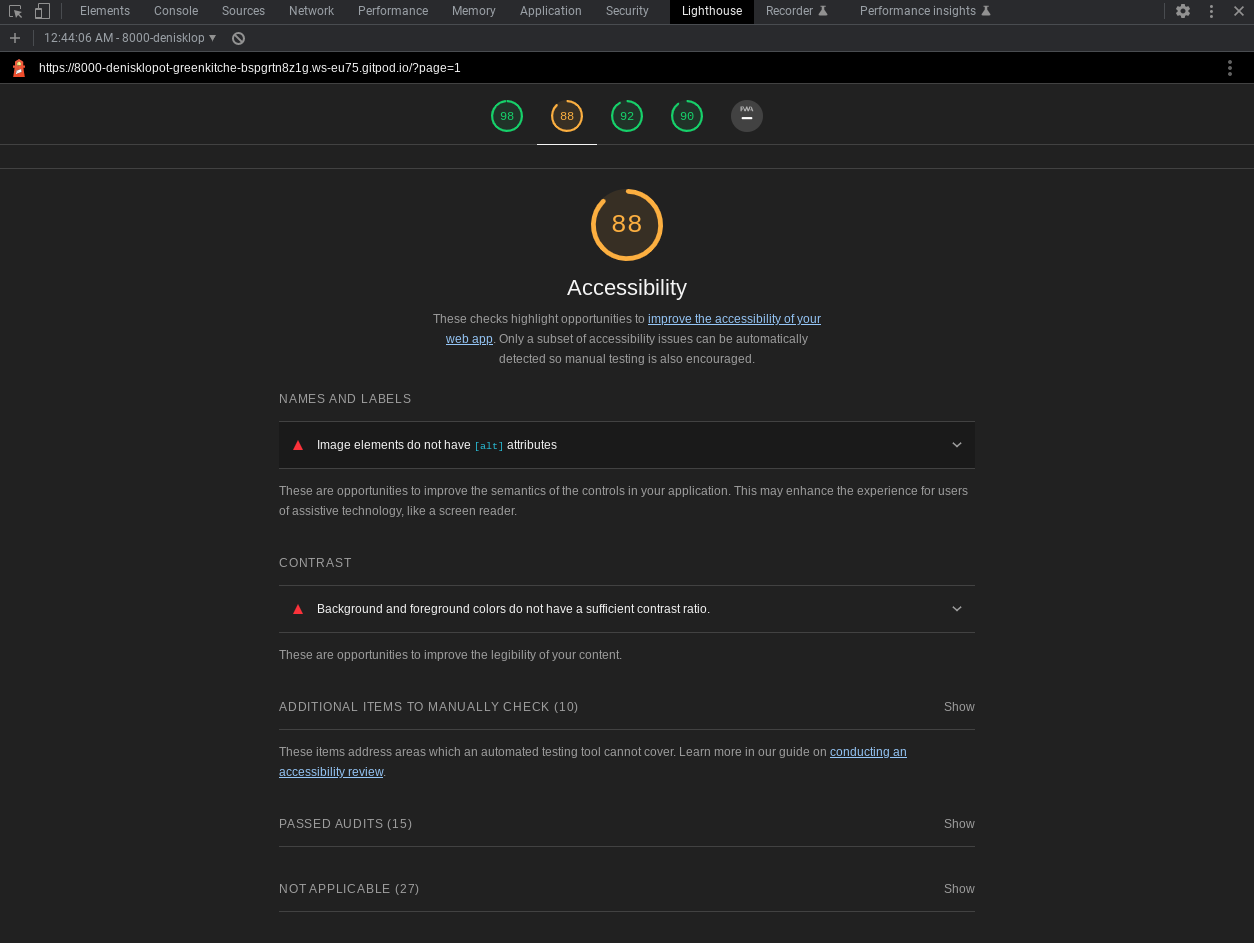 Elements Console Sources Network Performance Memory Application Security Lighthouse Recorder Performance insights
12:44:06 AM - 8000-denisklop
https://8000-denisklopot-greenkitche-bspgrtn8z1g.ws-eu75.gitpod.io/?page=1
98 88 92 90 PWA
88
Accessibility
These checks highlight opportunities to improve the accessibility of your
web app. Only a subset of accessibility issues can be automatically
detected so manual testing is also encouraged.
NAMES AND LABELS
Image elements do not have [alt] attributes
These are opportunities to improve the semantics of the controls in your application. This may enhance the experience for users
of assistive technology, like a screen reader.
CONTRAST
Background and foreground colors do not have a sufficient contrast ratio.
These are opportunities to improve the legibility of your content.
ADDITIONAL ITEMS TO MANUALLY CHECK (10) Show
These items address areas which an automated testing tool cannot cover. Learn more in our guide on conducting an
accessibility review.
PASSED AUDITS (15) Show
NOT APPLICABLE (27) Show